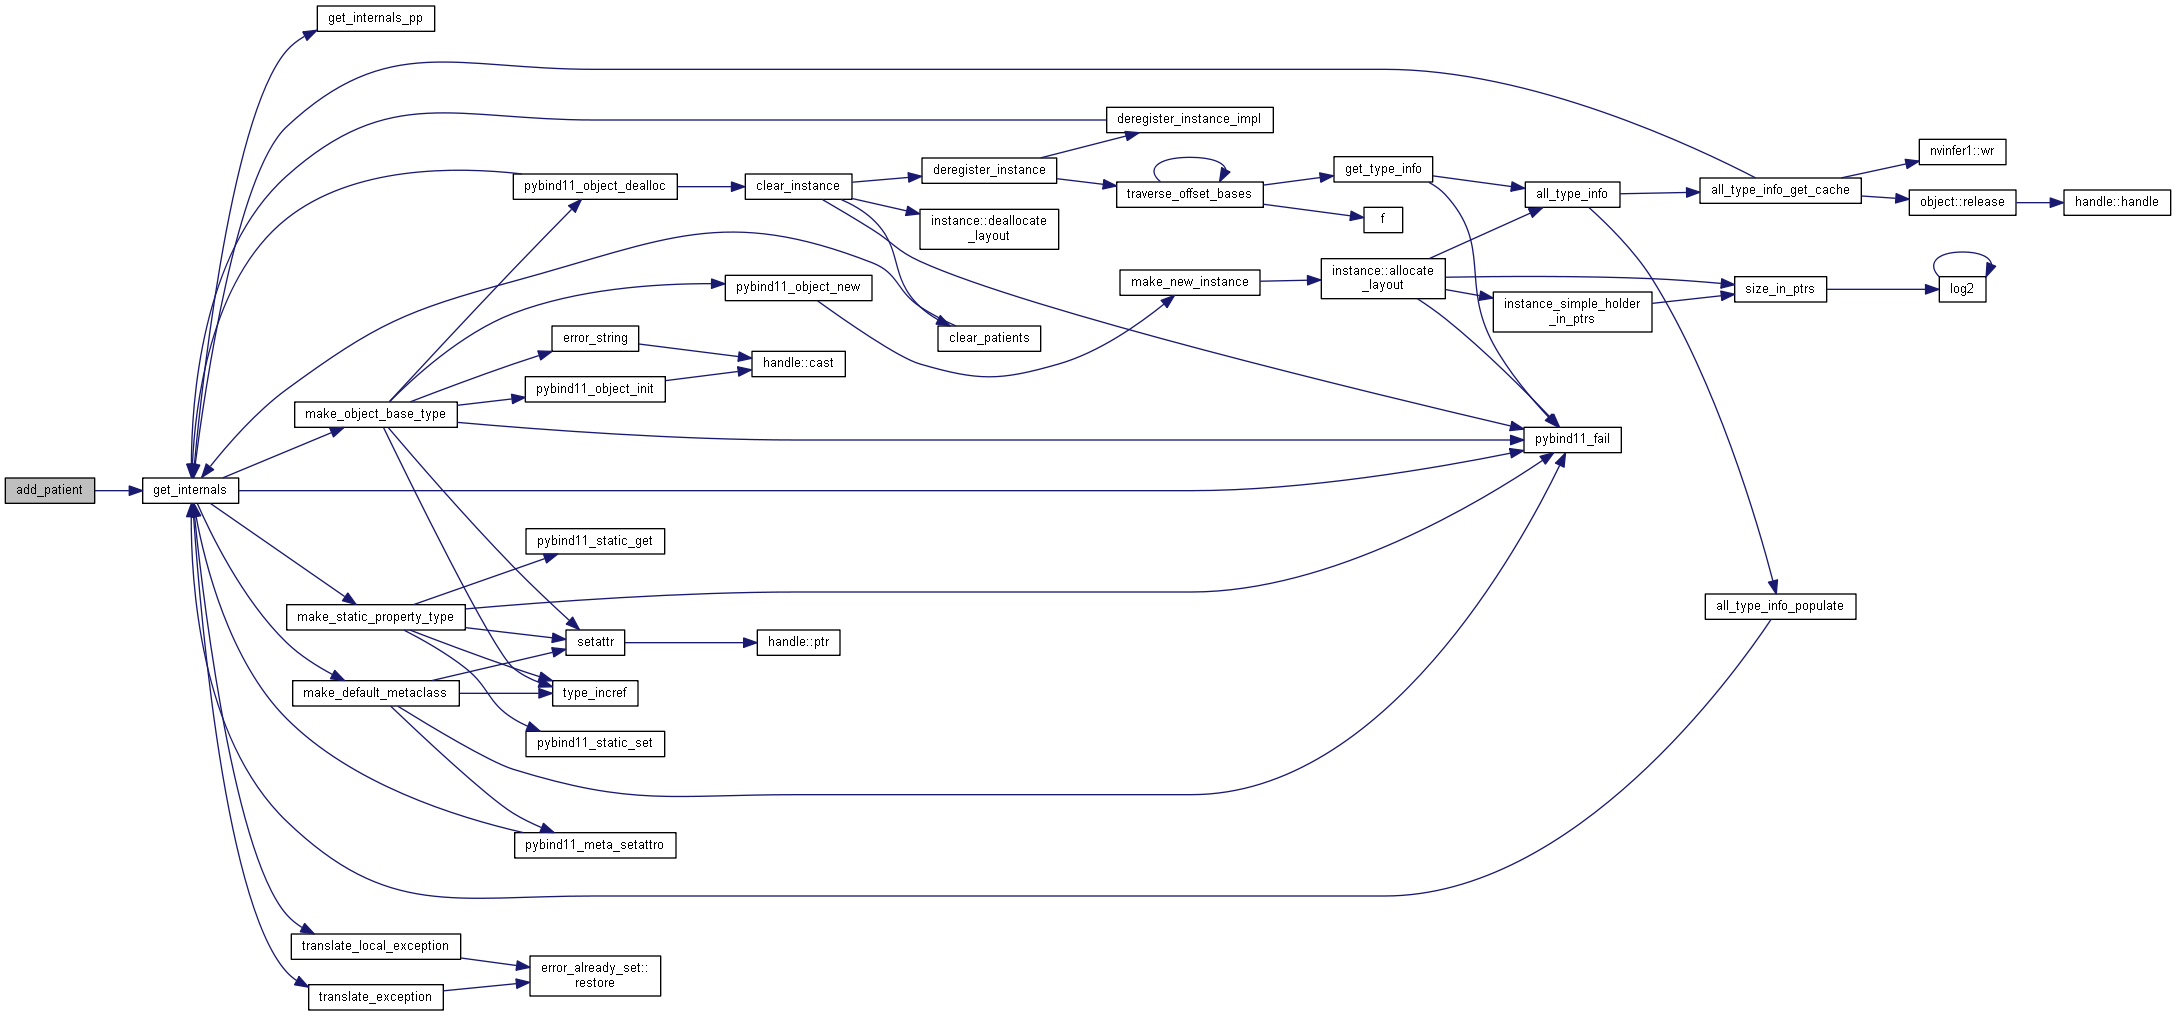 get_internals_pp
deregister_instance_impl
nvinfer1::wr
deregister_instance
get_type_info
pybind11_object_dealloc
clear_instance
traverse_offset_bases
all_type_info
all_type_info_get_cache
object::release
handle::handle
instance::deallocate
_layout
f
pybind11_object_new
make_new_instance
instance::allocate
_layout
size_in_ptrs
log2
instance_simple_holder
_in_ptrs
error_string
clear_patients
handle::cast
pybind11_object_init
make_object_base_type
pybind11_fail
add_patient
get_internals
pybind11_static_get
all_type_info_populate
make_static_property_type
setattr
handle::ptr
make_default_metaclass
type_incref
pybind11_static_set
pybind11_meta_setattro
translate_local_exception
error_already_set::
restore
translate_exception